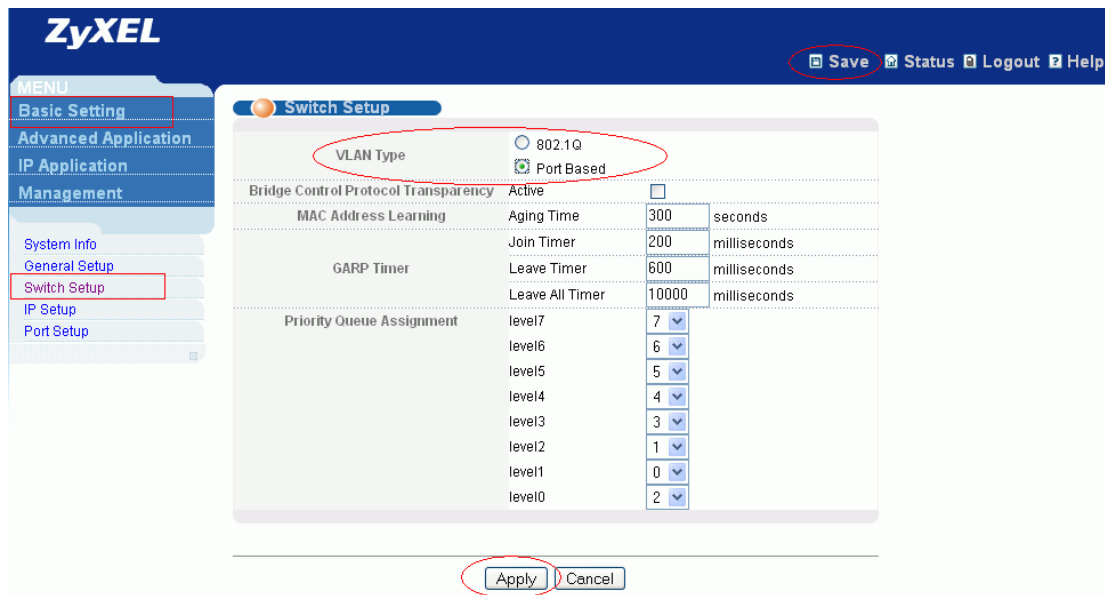 ZyXEL
Save Status Logout Help
MENU
Basic Setting
Advanced Application
IP Application
Management
System Info
General Setup
Switch Setup
IP Setup
Port Setup
Switch Setup
VLAN Type
802.1Q
Port Based
Bridge Control Protocol Transparency Active
MAC Address Learning Aging Time 300 seconds
GARP Timer
Join Timer 200 milliseconds
Leave Timer 600 milliseconds
Leave All Timer 10000 milliseconds
Priority Queue Assignment level7 7
level6 6
level5 5
level4 4
level3 3
level2 1
level1 0
level0 2
Apply Cancel